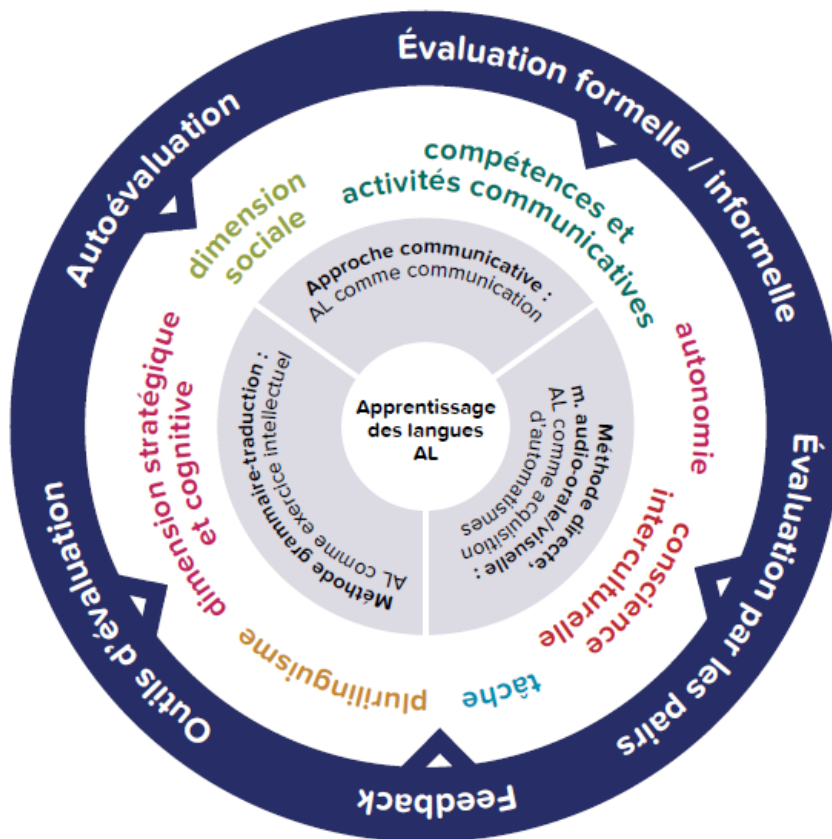 Évaluation formelle / informelle
Évaluation par les pairs
Feedback
Outils d'évaluation
Autoévaluation
compétences et
activités communicatives
autonomie
conscience
interculturelle
tâche
plurilinguisme
dimension stratégique
et cognitive
dimension
sociale
Approche communicative :
AL comme communication
Méthode directe,
m. audio-orale/visuelle :
AL comme acquisition
d'automatismes
Méthode grammaire-traduction :
AL comme exercice intellectuel
Apprentissage
des langues
AL